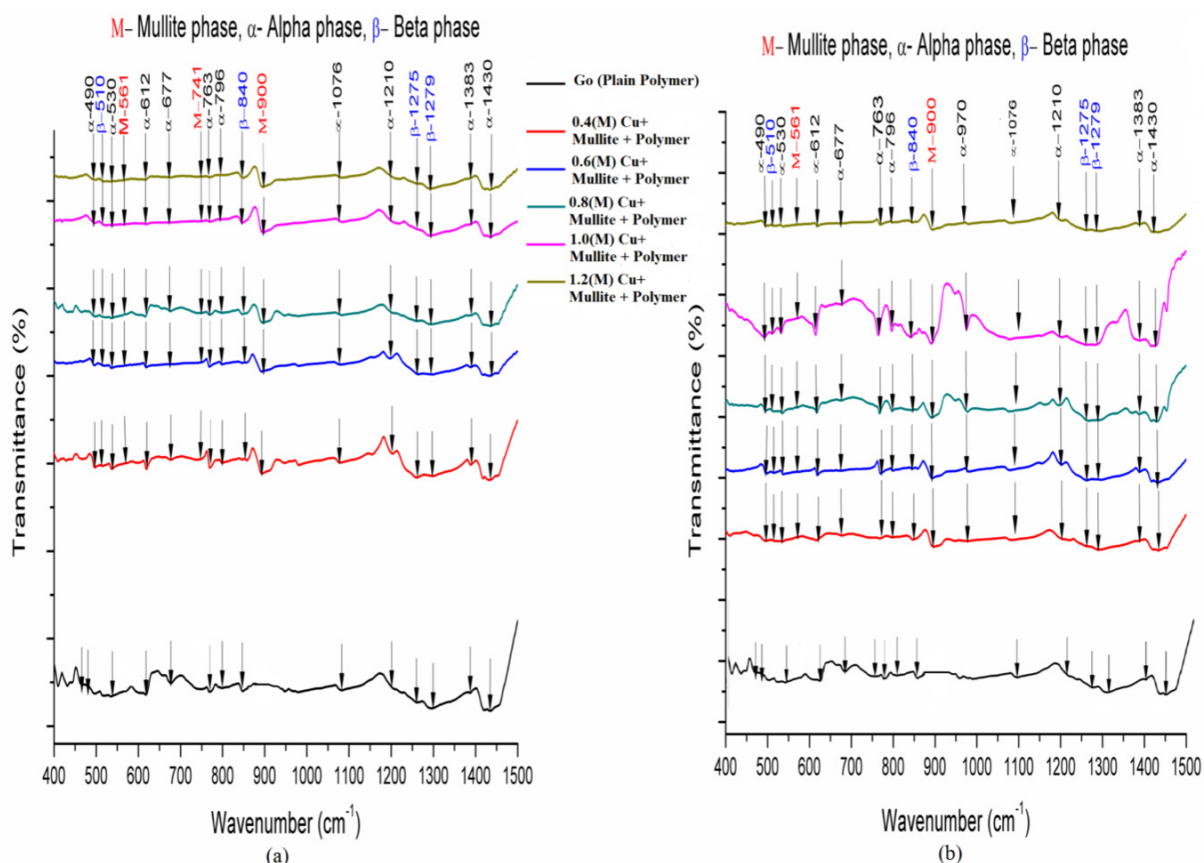 M– Mullite phase, α- Alpha phase, β– Beta phase
α-490
β-510
α-530
M-561
α-612
α-677
M-741
α-763
α-796
β-840
M-900
α-1076
α-1210
β-1275
β-1279
α-1383
α-1430
Transmittance (%)
400 500 600 700 800 900 1000 1100 1200 1300 1400 1500
Wavenumber (cm-1)
(a)
Go (Plain Polymer)
0.4(M) Cu+
Mullite + Polymer
0.6(M) Cu+
Mullite + Polymer
0.8(M) Cu+
Mullite + Polymer
1.0(M) Cu+
Mullite + Polymer
1.2(M) Cu+
Mullite + Polymer
M– Mullite phase, α- Alpha phase, β– Beta phase
α-490
β-510
α-530
M-561
α-612
α-677
α-763
α-796
β-840
M-900
α-970
α-1076
α-1210
β-1275
β-1279
α-1383
α-1430
Transmittance (%)
400 500 600 700 800 900 1000 1100 1200 1300 1400 1500
Wavenumber (cm-1)
(b)